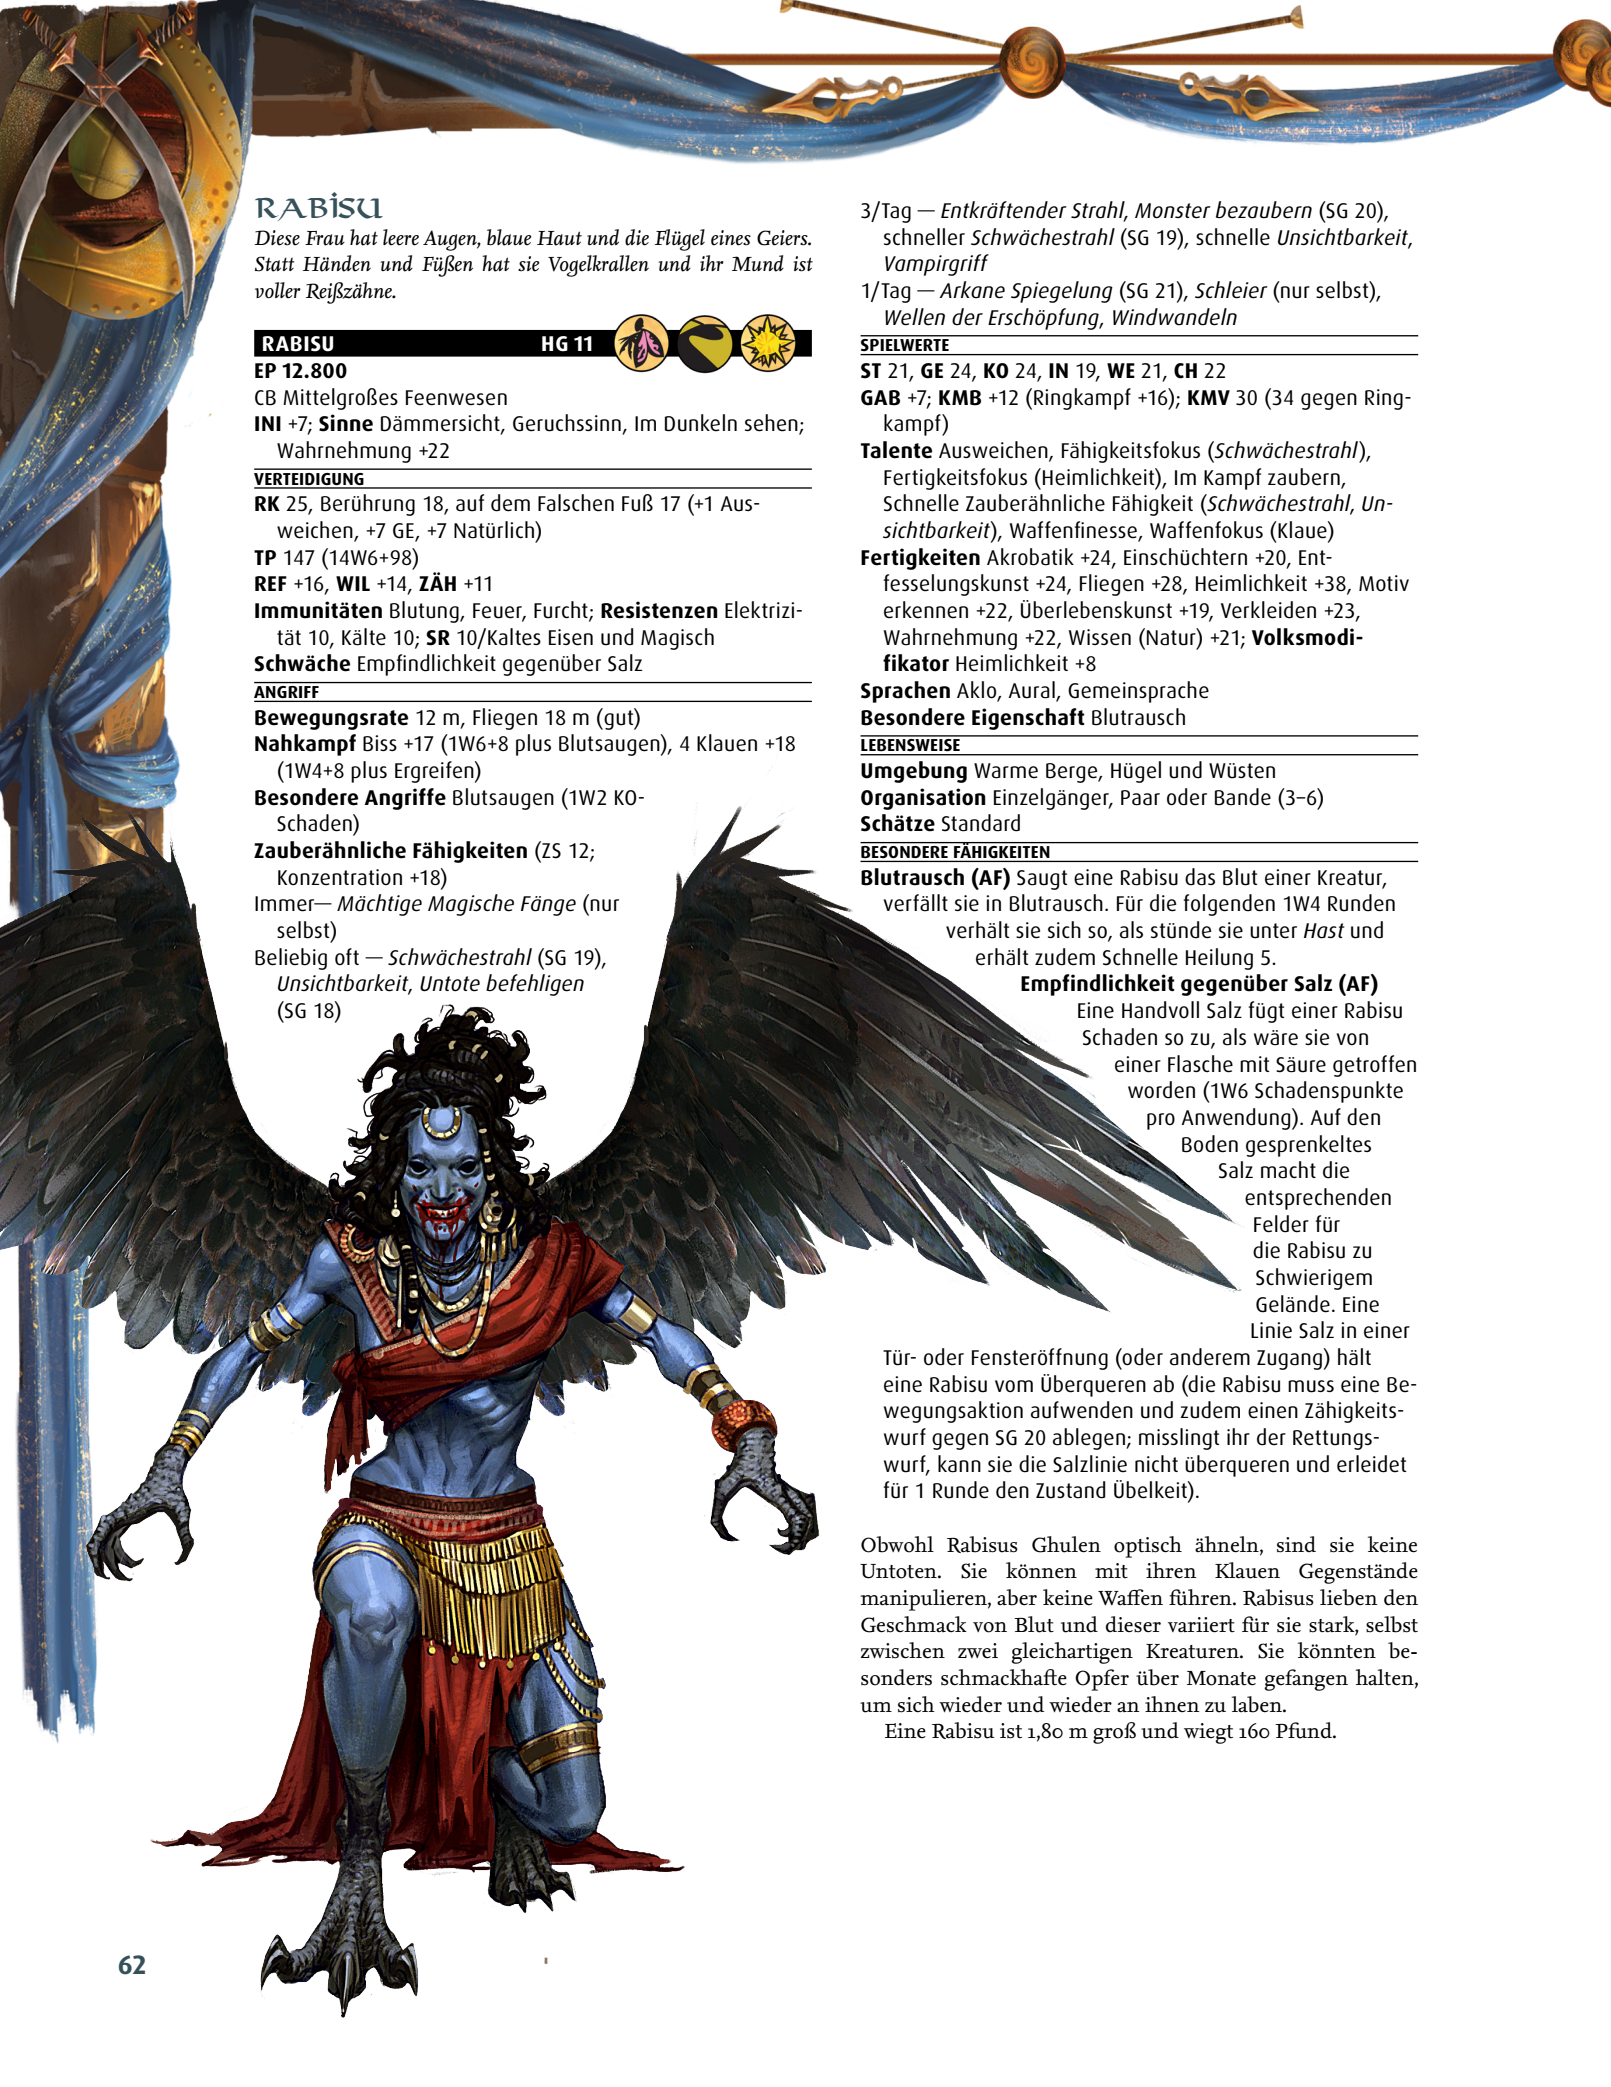 RABISU
Diese Frau hat leere Augen, blaue Haut und die Flügel eines Geiers.
Statt Händen und Füßen hat sie Vogelkrallen und ihr Mund ist
voller Reißzähne.
RABISU HG 11
EP 12.800
CB Mittelgroßes Feenwesen
INI +7; Sinne Dämmersicht, Geruchssinn, Im Dunkeln sehen;
Wahrnehmung +22
VERTEIDIGUNG
RK 25, Berührung 18, auf dem Falschen Fuß 17 (+1 Aus-
weichen, +7 GE, +7 Natürlich)
TP 147 (14W6+98)
REF +16, WIL +14, ZÄH +11
Immunitäten Blutung, Feuer, Furcht; Resistenzen Elektrizi-
tät 10, Kälte 10; SR 10/Kaltes Eisen und Magisch
Schwäche Empfindlichkeit gegenüber Salz
ANGRIFF
Bewegungsrate 12 m, Fliegen 18 m (gut)
Nahkampf Biss +17 (1W6+8 plus Blutsaugen), 4 Klauen +18
(1W4+8 plus Ergreifen)
Besondere Angriffe Blutsaugen (1W2 KO-
Schaden)
Zauberähnliche Fähigkeiten (ZS 12;
Konzentration +18)
Immer— Mächtige Magische Fänge (nur
selbst)
Beliebig oft — Schwächestrahl (SG 19),
Unsichtbarkeit, Untote befehligen
(SG 18)
3/Tag — Entkräftender Strahl, Monster bezaubern (SG 20),
schneller Schwächestrahl (SG 19), schnelle Unsichtbarkeit,
Vampirgriff
1/Tag — Arkane Spiegelung (SG 21), Schleier (nur selbst),
Wellen der Erschöpfung, Windwandeln
SPIELWERTE
ST 21, GE 24, KO 24, IN 19, WE 21, CH 22
GAB +7; KMB +12 (Ringkampf +16); KMV 30 (34 gegen Ring-
kampf)
Talente Ausweichen, Fähigkeitsfokus (Schwächestrahl),
Fertigkeitsfokus (Heimlichkeit), Im Kampf zaubern,
Schnelle Zauberähnliche Fähigkeit (Schwächestrahl, Un-
sichtbarkeit), Waffenfinesse, Waffenfokus (Klaue)
Fertigkeiten Akrobatik +24, Einschüchtern +20, Ent-
fesselungskunst +24, Fliegen +28, Heimlichkeit +38, Motiv
erkennen +22, Überlebenskunst +19, Verkleiden +23,
Wahrnehmung +22, Wissen (Natur) +21; Volksmodi-
fikator Heimlichkeit +8
Sprachen Aklo, Aural, Gemeinsprache
Besondere Eigenschaft Blutrausch
LEBENSWEISE
Umgebung Warme Berge, Hügel und Wüsten
Organisation Einzelgänger, Paar oder Bande (3–6)
Schätze Standard
BESONDERE FÄHIGKEITEN
Blutrausch (AF) Saugt eine Rabisu das Blut einer Kreatur,
verfällt sie in Blutrausch. Für die folgenden 1W4 Runden
verhält sie sich so, als stünde sie unter Hast und
erhält zudem Schnelle Heilung 5.
Empfindlichkeit gegenüber Salz (AF)
Eine Handvoll Salz fügt einer Rabisu
Schaden so zu, als wäre sie von
einer Flasche mit Säure getroffen
worden (1W6 Schadenspunkte
pro Anwendung). Auf den
Boden gesprenkeltes
Salz macht die
entsprechenden
Felder für
die Rabisu zu
Schwierigem
Gelände. Eine
Linie Salz in einer
Tür- oder Fensteröffnung (oder anderem Zugang) hält
eine Rabisu vom Überqueren ab (die Rabisu muss eine Be-
wegungsaktion aufwenden und zudem einen Zähigkeits-
wurf gegen SG 20 ablegen; misslingt ihr der Rettungs-
wurf, kann sie die Salzlinie nicht überqueren und erleidet
für 1 Runde den Zustand Übelkeit).
Obwohl Rabisus Ghulen optisch ähneln, sind sie keine
Untoten. Sie können mit ihren Klauen Gegenstände
manipulieren, aber keine Waffen führen. Rabisus lieben den
Geschmack von Blut und dieser variiert für sie stark, selbst
zwischen zwei gleichartigen Kreaturen. Sie könnten be-
sonders schmackhafte Opfer über Monate gefangen halten,
um sich wieder und wieder an ihnen zu laben.
Eine Rabisu ist 1,80 m groß und wiegt 160 Pfund.
62